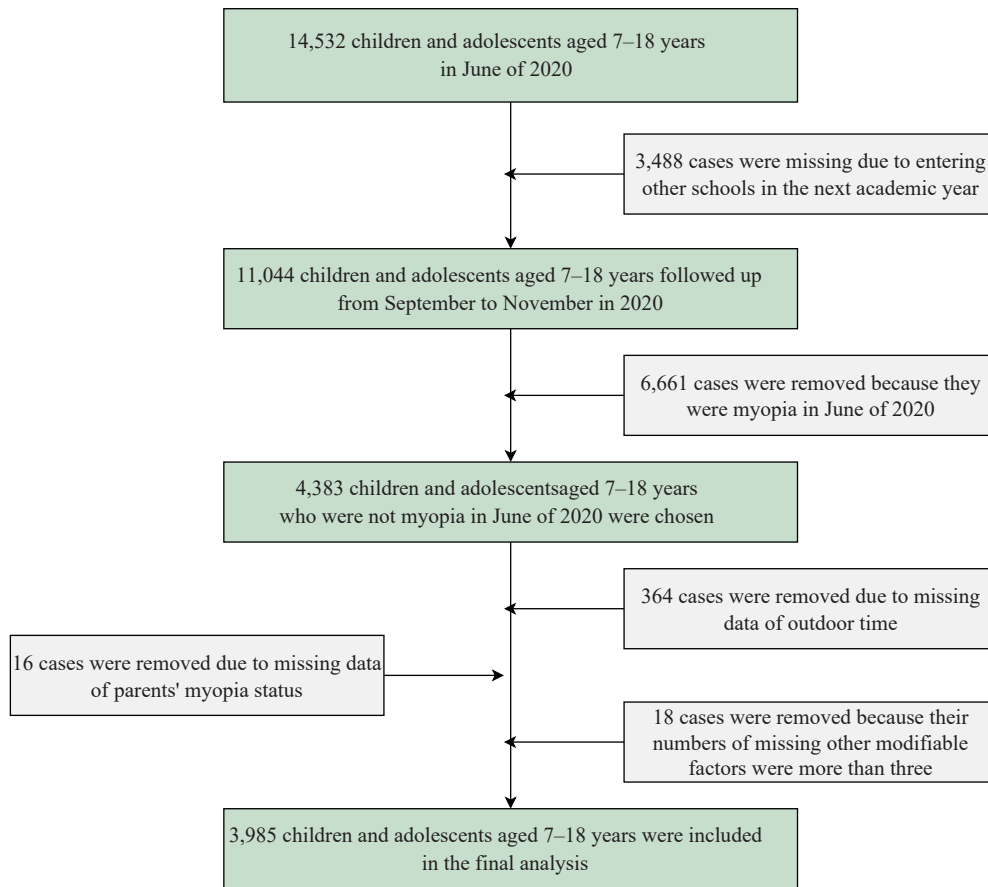 14,532 children and adolescents aged 7–18 years
in June of 2020
3,488 cases were missing due to entering
other schools in the next academic year
11,044 children and adolescents aged 7–18 years followed up
from September to November in 2020
6,661 cases were removed because they
were myopia in June of 2020
4,383 children and adolescentsaged 7–18 years
who were not myopia in June of 2020 were chosen
364 cases were removed due to missing
data of outdoor time
16 cases were removed due to missing data
of parents' myopia status
18 cases were removed because their
numbers of missing other modifiable
factors were more than three
3,985 children and adolescents aged 7–18 years were included
in the final analysis